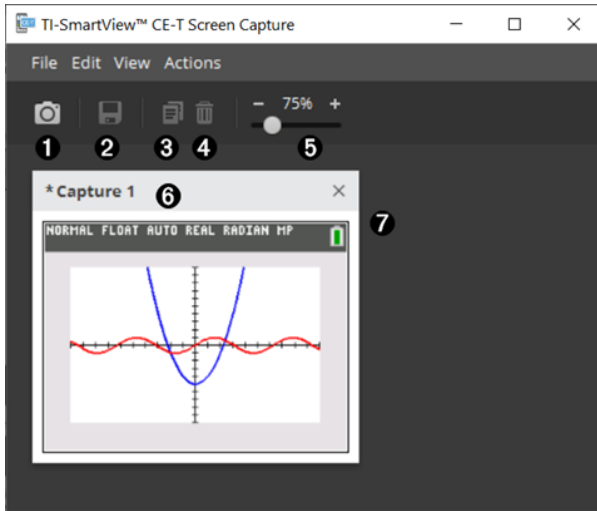 TI-SmartView™ CE-T Screen Capture
File Edit View Actions
− 75% +
1 2 3 4 5
*Capture 1 6
7
NORMAL FLOAT AUTO REAL RADIAN MP